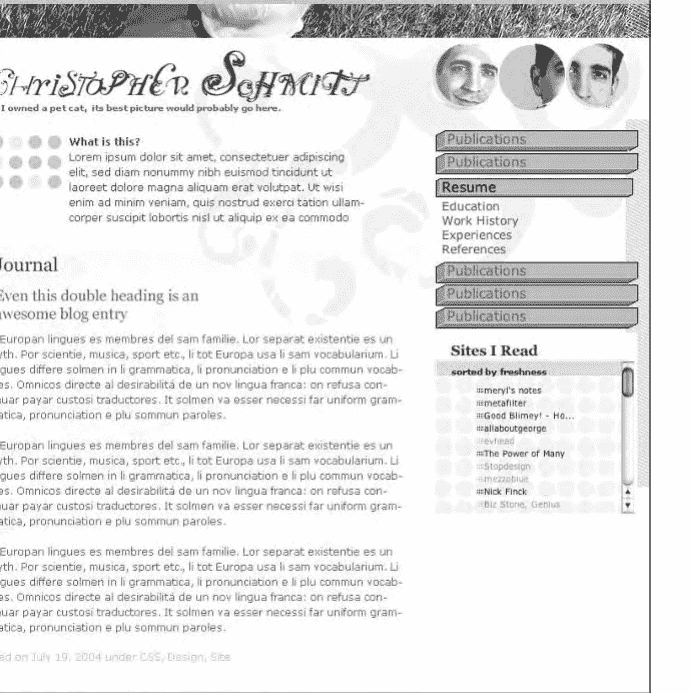 CHRISTOPHER SCHMITT
I owned a pet cat, its best picture would probably go here.
What is this?
Lorem ipsum dolor sit amet, consectetuer adipiscing
elit, sed diam nonummy nibh euismod tincidunt ut
laoreet dolore magna aliquam erat volutpat. Ut wisi
enim ad minim veniam, quis nostrud exerci tation ullam-
corper suscipit lobortis nisl ut aliquip ex ea commodo
Journal
Even this double heading is an
awesome blog entry
Europan lingues es membres del sam familie. Lor separat existentie es un
yth. Por scientie, musica, sport etc., li tot Europa usa li sam vocabularium. Li
gues differe solmen in li grammatica, li pronunciation e li plu commun vocab-
es. Omnicos directe al desirabilitá de un nov lingua franca: on refusa con-
uar payar custosi traductores. It solmen va esser necessi far uniform gram-
atica, pronunciation e plu sommun paroles.
Europan lingues es membres del sam familie. Lor separat existentie es un
yth. Por scientie, musica, sport etc., li tot Europa usa li sam vocabularium. Li
gues differe solmen in li grammatica, li pronunciation e li plu commun vocab-
es. Omnicos directe al desirabilitá de un nov lingua franca: on refusa con-
uar payar custosi traductores. It solmen va esser necessi far uniform gram-
atica, pronunciation e plu sommun paroles.
Europan lingues es membres del sam familie. Lor separat existentie es un
yth. Por scientie, musica, sport etc., li tot Europa usa li sam vocabularium. Li
gues differe solmen in li grammatica, li pronunciation e li plu commun vocab-
es. Omnicos directe al desirabilitá de un nov lingua franca: on refusa con-
uar payar custosi traductores. It solmen va esser necessi far uniform gram-
atica, pronunciation e plu sommun paroles.
ed on July 19, 2004 under CSS, Design, Site
Publications
Publications
Resume
Education
Work History
Experiences
References
Publications
Publications
Publications
Sites I Read
sorted by freshness
meryl's notes
metafilter
Good Blimey! - Ho...
allaboutgeorge
evhead
The Power of Many
Stopdesign
mezzoblue
Nick Finck
Biz Stone, Genius